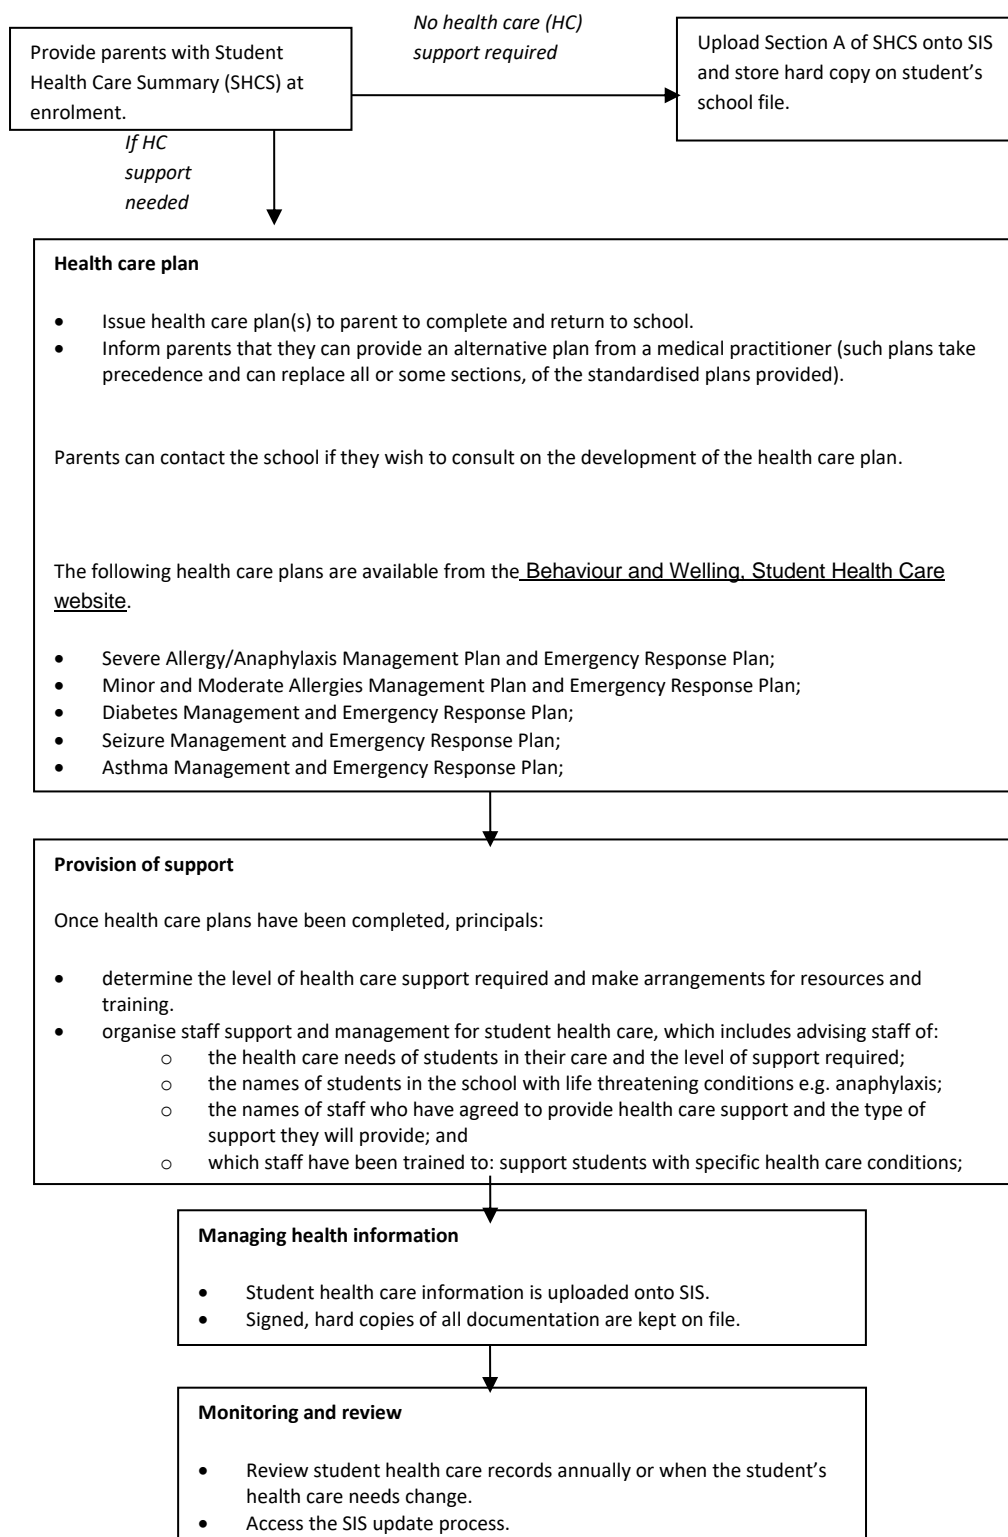 No health care (HC)
support required
Provide parents with Student
Health Care Summary (SHCS) at
enrolment.
Upload Section A of SHCS onto SIS
and store hard copy on student’s
school file.
If HC
support
needed
Health care plan
• Issue health care plan(s) to parent to complete and return to school.
• Inform parents that they can provide an alternative plan from a medical practitioner (such plans take
precedence and can replace all or some sections, of the standardised plans provided).
Parents can contact the school if they wish to consult on the development of the health care plan.
The following health care plans are available from the Behaviour and Welling, Student Health Care
website.
• Severe Allergy/Anaphylaxis Management Plan and Emergency Response Plan;
• Minor and Moderate Allergies Management Plan and Emergency Response Plan;
• Diabetes Management and Emergency Response Plan;
• Seizure Management and Emergency Response Plan;
• Asthma Management and Emergency Response Plan;
Provision of support
Once health care plans have been completed, principals:
• determine the level of health care support required and make arrangements for resources and
training.
• organise staff support and management for student health care, which includes advising staff of:
o the health care needs of students in their care and the level of support required;
o the names of students in the school with life threatening conditions e.g. anaphylaxis;
o the names of staff who have agreed to provide health care support and the type of
support they will provide; and
o which staff have been trained to: support students with specific health care conditions;
Managing health information
• Student health care information is uploaded onto SIS.
• Signed, hard copies of all documentation are kept on file.
Monitoring and review
• Review student health care records annually or when the student’s
health care needs change.
• Access the SIS update process.